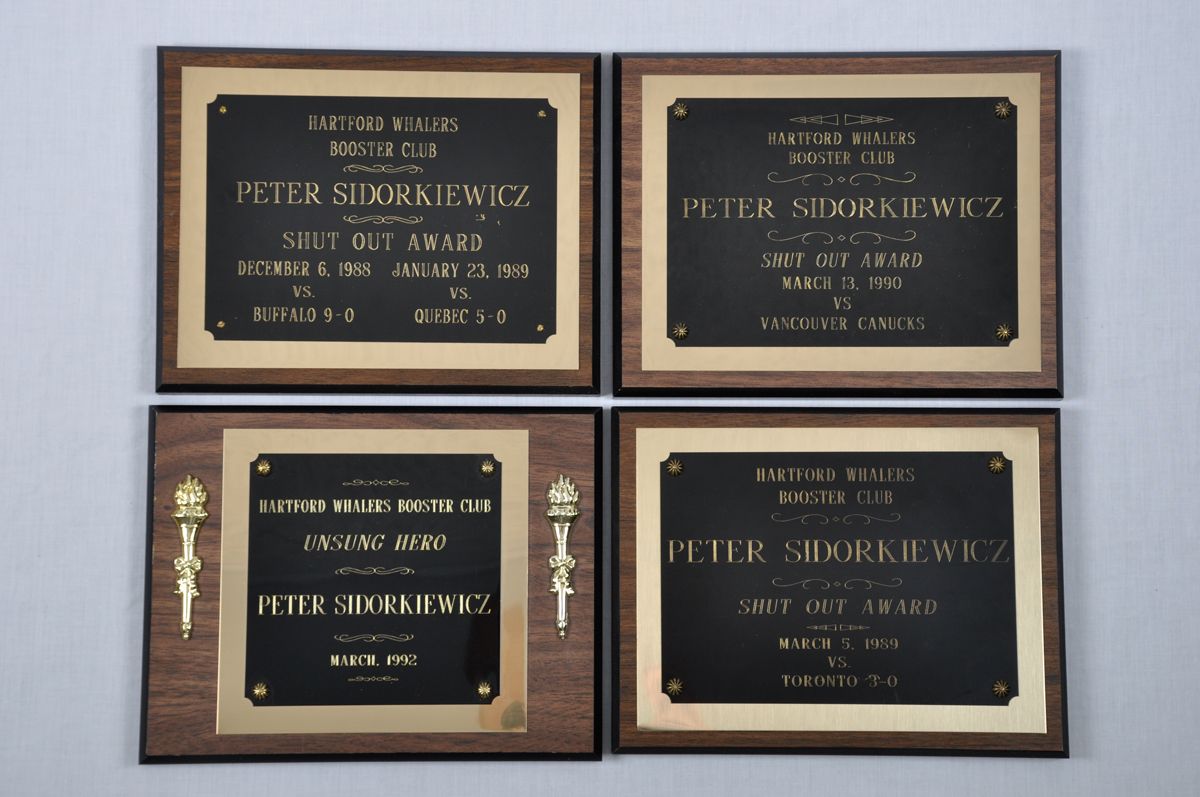 HARTFORD WHALERS
BOOSTER CLUB
PETER SIDORKIEWICZ
SHUT OUT AWARD
DECEMBER 6, 1988 JANUARY 23, 1989
VS. VS.
BUFFALO 9-0 QUEBEC 5-0
HARTFORD WHALERS
BOOSTER CLUB
PETER SIDORKIEWICZ
SHUT OUT AWARD
MARCH 13, 1990
VS
VANCOUVER CANUCKS
HARTFORD WHALERS BOOSTER CLUB
UNSUNG HERO
PETER SIDORKIEWICZ
MARCH, 1992
HARTFORD WHALERS
BOOSTER CLUB
PETER SIDORKIEWICZ
SHUT OUT AWARD
MARCH 5, 1989
VS.
TORONTO 3-0